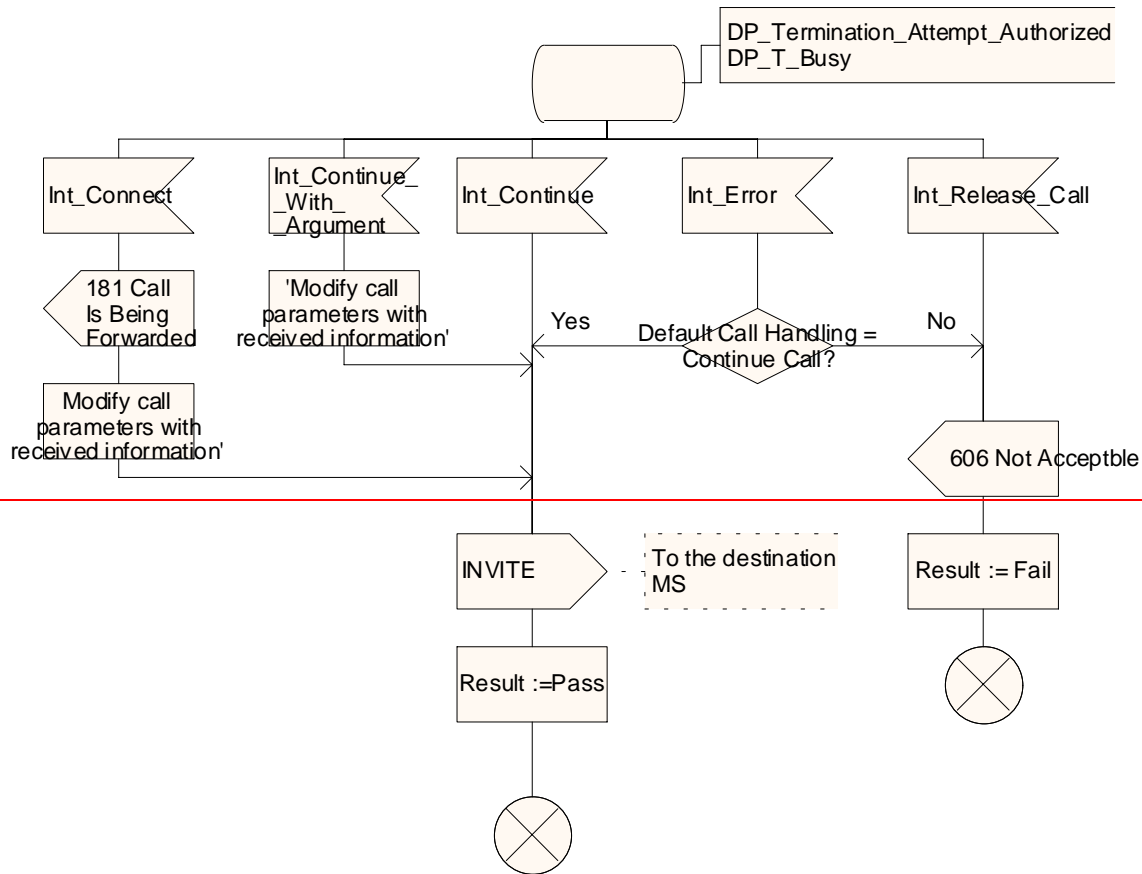 DP_Termination_Attempt_Authorized
DP_T_Busy
Int_Connect
Int_Continue_
_With_
_Argument
Int_Continue
Int_Error
Int_Release_Call
181 Call
Is Being
Forwarded
'Modify call
parameters with
received information'
Yes
Default Call Handling =
Continue Call?
No
Modify call
parameters with
received information'
606 Not Acceptble
INVITE
To the destination
MS
Result := Fail
Result :=Pass